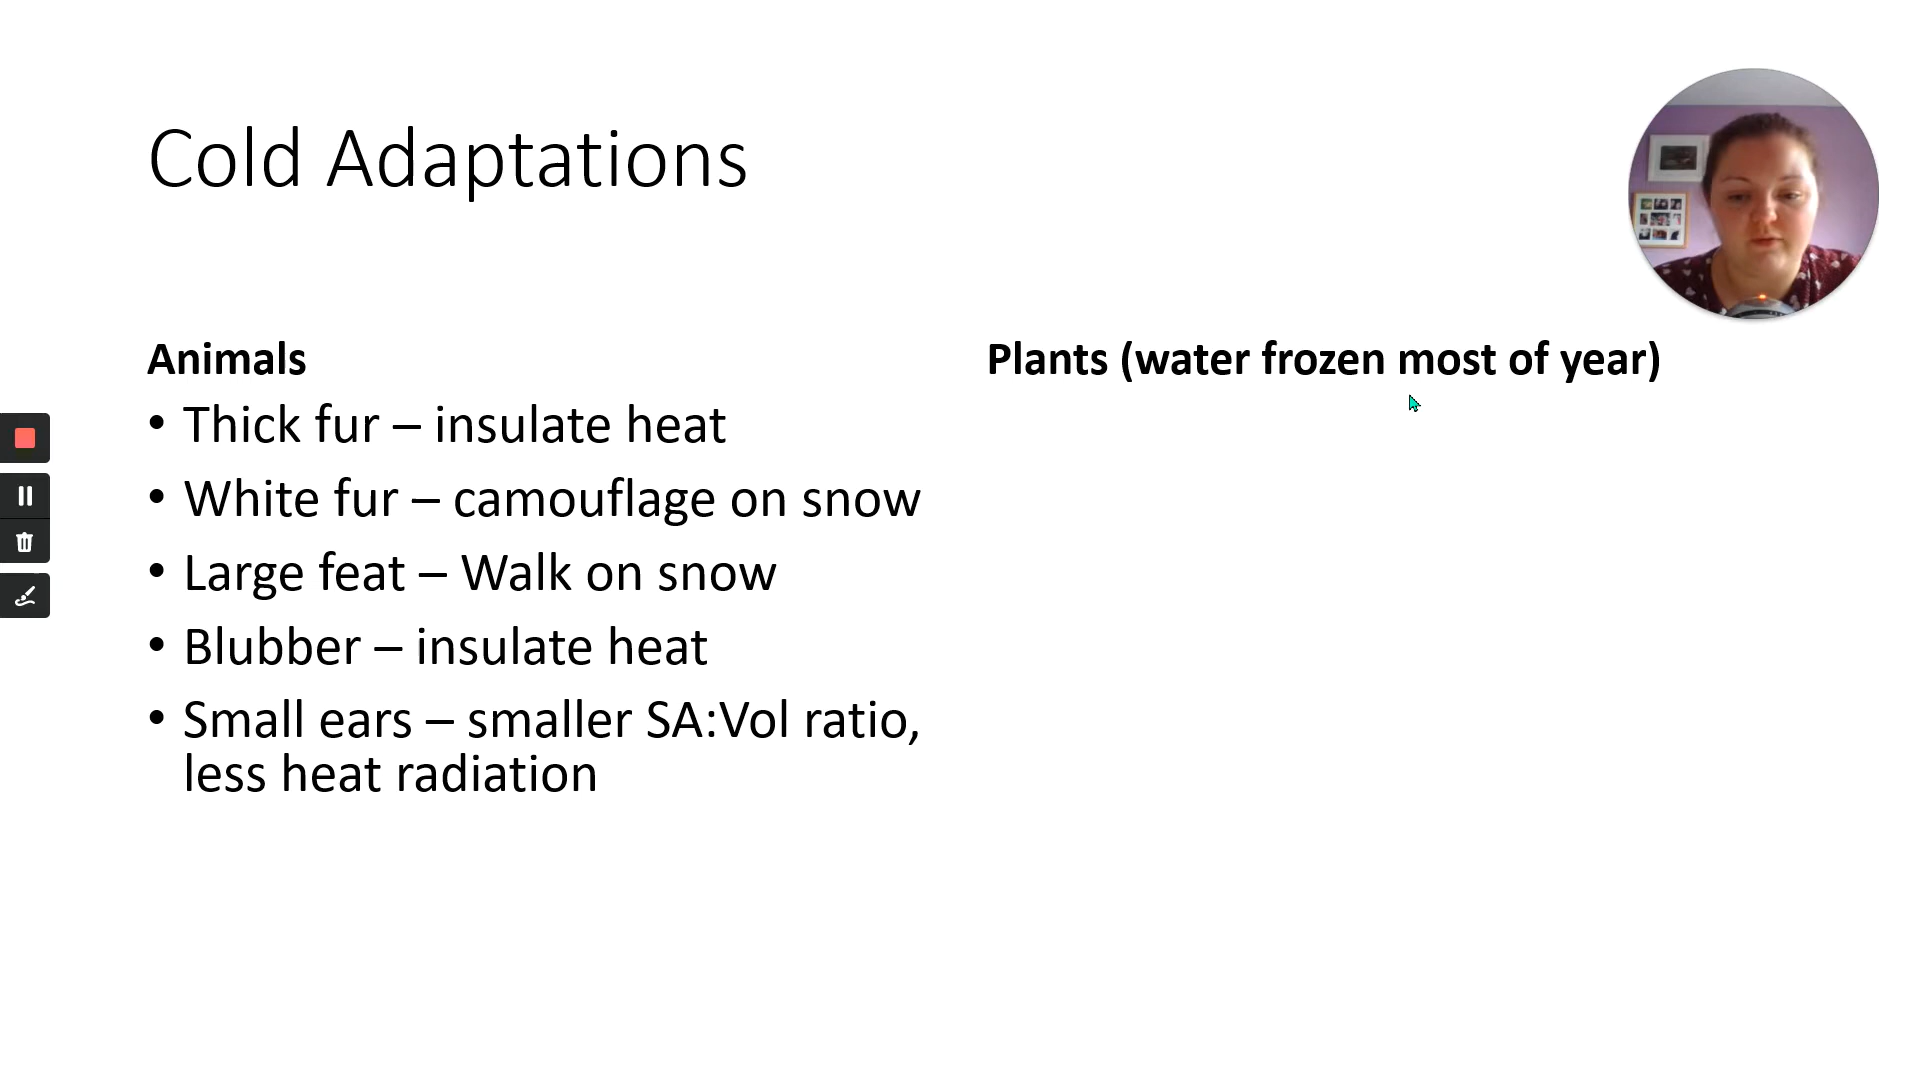 Cold Adaptations
Animals
• Thick fur – insulate heat
• White fur – camouflage on snow
• Large feat – Walk on snow
• Blubber – insulate heat
• Small ears – smaller SA:Vol ratio,
less heat radiation
Plants (water frozen most of year)